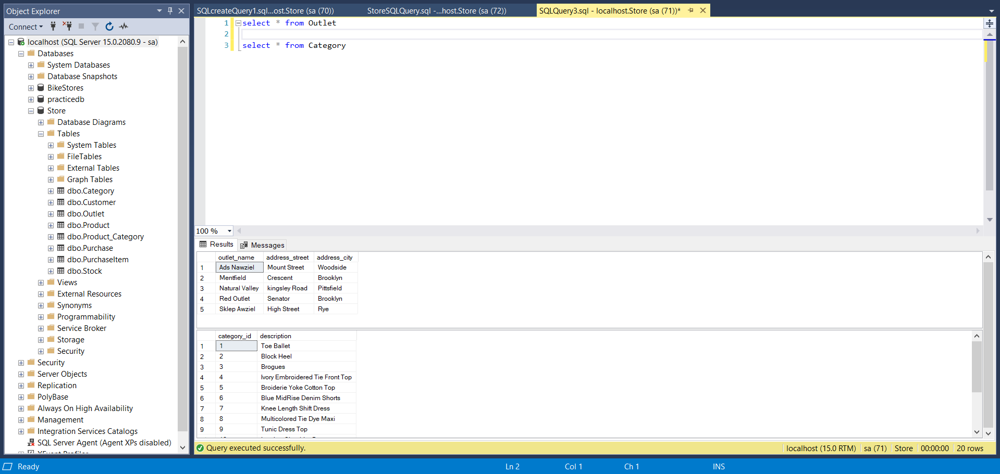 Object Explorer
Connect
localhost (SQL Server 15.0.2080.9 - sa)
Databases
System Databases
Database Snapshots
BikeStores
practicedb
Store
Database Diagrams
Tables
System Tables
FileTables
External Tables
Graph Tables
dbo.Category
dbo.Customer
dbo.Outlet
dbo.Product
dbo.Product_Category
dbo.Purchase
dbo.PurchaseItem
dbo.Stock
Views
External Resources
Synonyms
Programmability
Service Broker
Storage
Security
Security
Server Objects
Replication
PolyBase
Always On High Availability
Management
Integration Services Catalogs
SQL Server Agent (Agent XPs disabled)
XEvent Profiler
SQLcreateQuery1.sql...ost.Store (sa (70))
StoreSQLQuery.sql -...host.Store (sa (72))
SQLQuery3.sql - localhost.Store (sa (71))*
1 select * from Outlet
2
3 select * from Category
100 %
Results Messages
outlet_name address_street address_city
1 Ads Nawziel Mount Street Woodside
2 Mentfield Crescent Brooklyn
3 Natural Valley kingsley Road Pittsfield
4 Red Outlet Senator Brooklyn
5 Sklep Awziel High Street Rye
category_id description
1 1 Toe Ballet
2 2 Block Heel
3 3 Brogues
4 4 Ivory Embroidered Tie Front Top
5 5 Broiderie Yoke Cotton Top
6 6 Blue MidRise Denim Shorts
7 7 Knee Length Shift Dress
8 8 Multicolored Tie Dye Maxi
9 9 Tunic Dress Top
Query executed successfully.
localhost (15.0 RTM) sa (71) Store 00:00:00 20 rows
Ready Ln 2 Col 1 Ch 1 INS